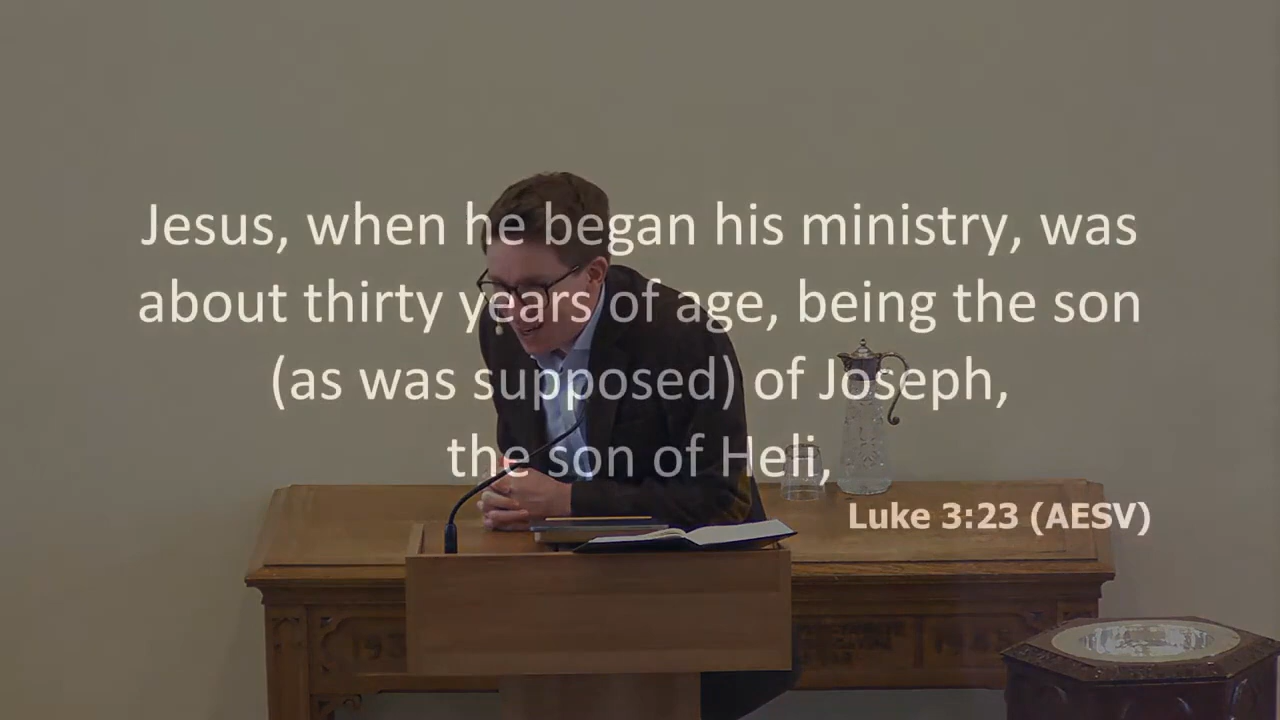 Jesus, when he began his ministry, was
about thirty years of age, being the son
(as was supposed) of Joseph,
the son of Heli,
Luke 3:23 (AESV)